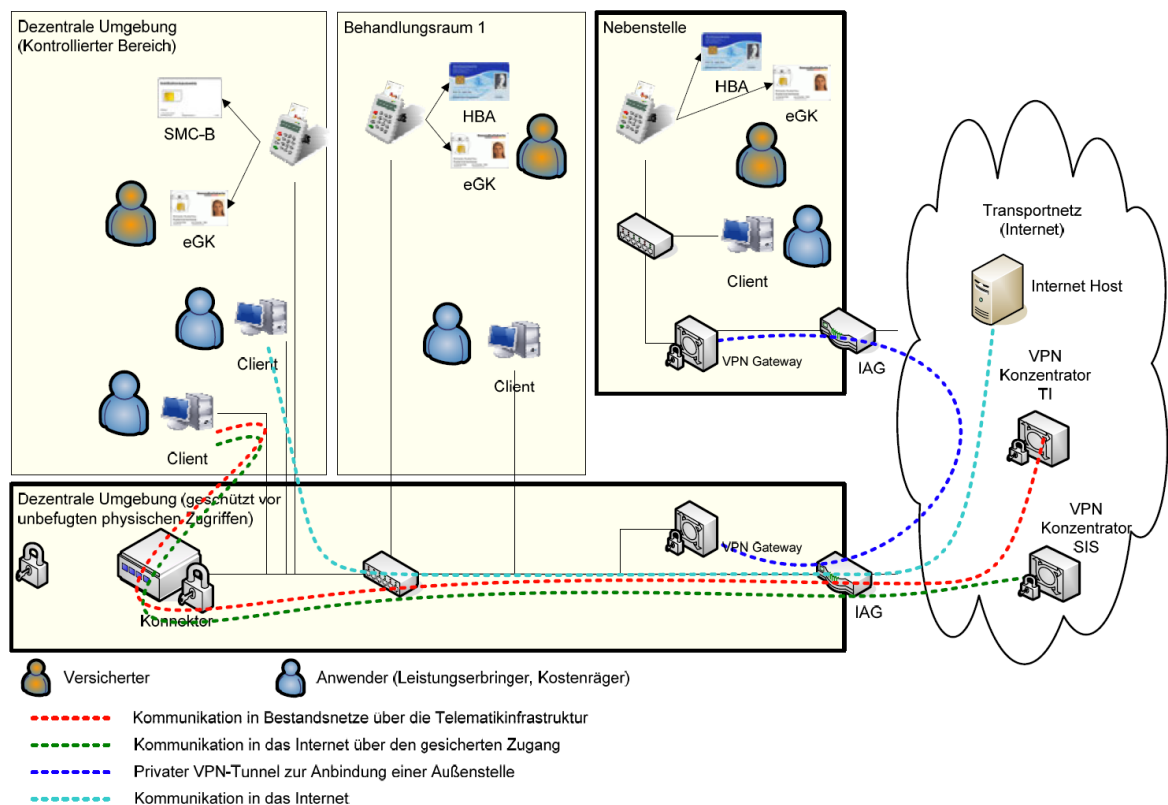 Dezentrale Umgebung
(Kontrollierter Bereich)
SMC-B
eGK
Client
Client
Behandlungsraum 1
HBA
eGK
Client
Nebenstelle
HBA
eGK
Client
VPN Gateway
IAG
Transportnetz
(Internet)
Internet Host
VPN
Konzentrator
TI
VPN
Konzentrator
SIS
Dezentrale Umgebung (geschützt vor
unbefugten physischen Zugriffen)
Konnektor
VPN Gateway
IAG
Versicherter
Anwender (Leistungserbringer, Kostenräger)
Kommunikation in Bestandsnetze über die Telematikinfrastruktur
Kommunikation in das Internet über den gesicherten Zugang
Privater VPN-Tunnel zur Anbindung einer Außenstelle
Kommunikation in das Internet